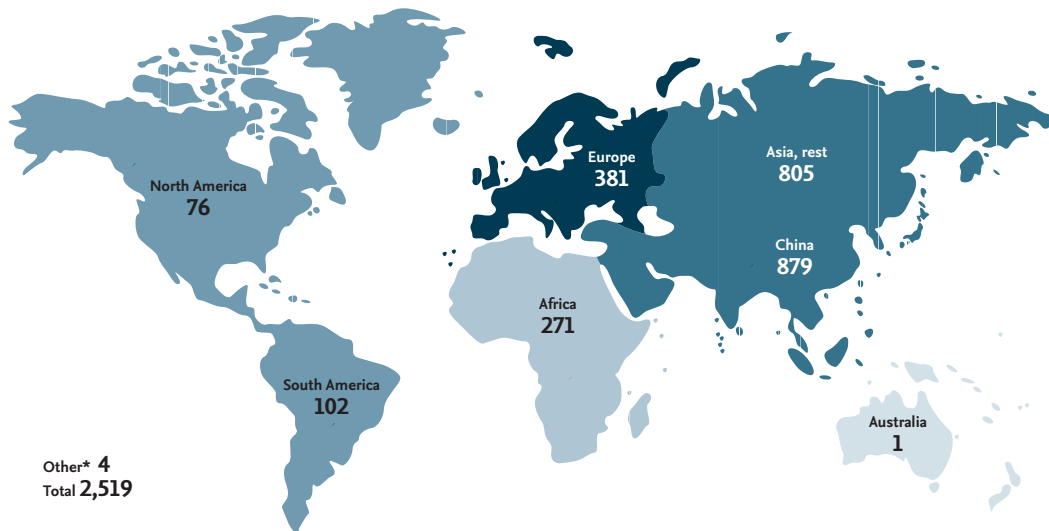 Europe
381
Asia, rest
805
North America
76
China
879
Africa
271
South America
102
Australia
1
Other* 4
Total 2,519